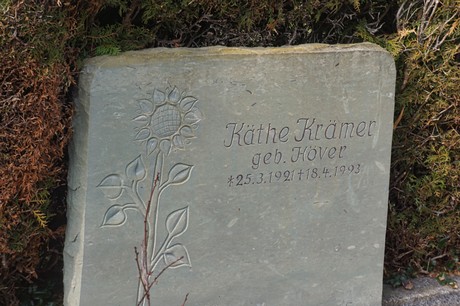 Käthe Krämer
geb. Höver
*25.3.1921 †18.4.1993